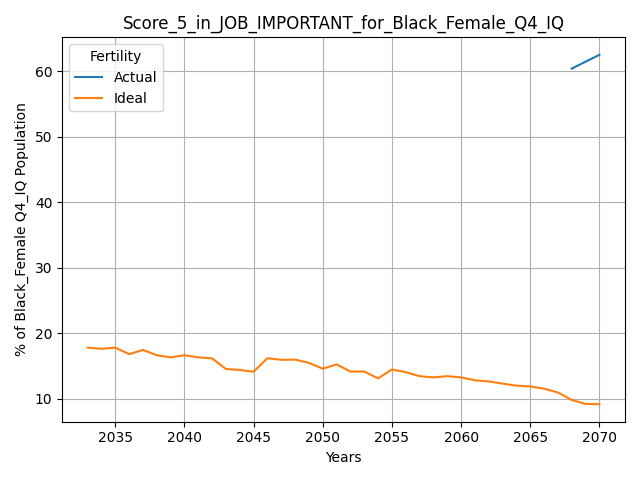 Score_5_in_JOB_IMPORTANT_for_Black_Female_Q4_IQ
Fertility
Actual
Ideal
% of Black_Female Q4_IQ Population
60
50
40
30
20
10
2035 2040 2045 2050 2055 2060 2065 2070
Years